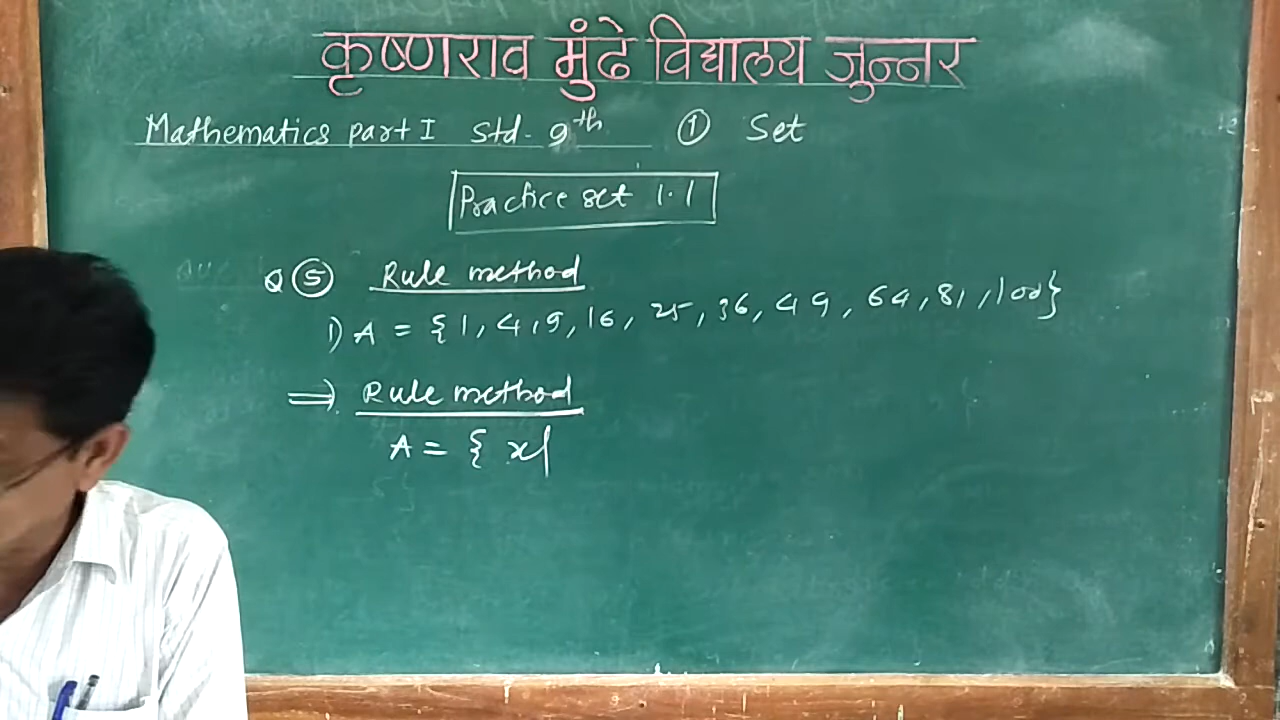 कृष्णराव मुंढे विद्यालय जुन्नर
Mathematics part I Std- 9th ① Set
Practice set 1.1
Q ⑤ Rule method
1) A = {1, 4, 9, 16, 25, 36, 49, 64, 81, 100}
⇒ Rule method
A = { x|